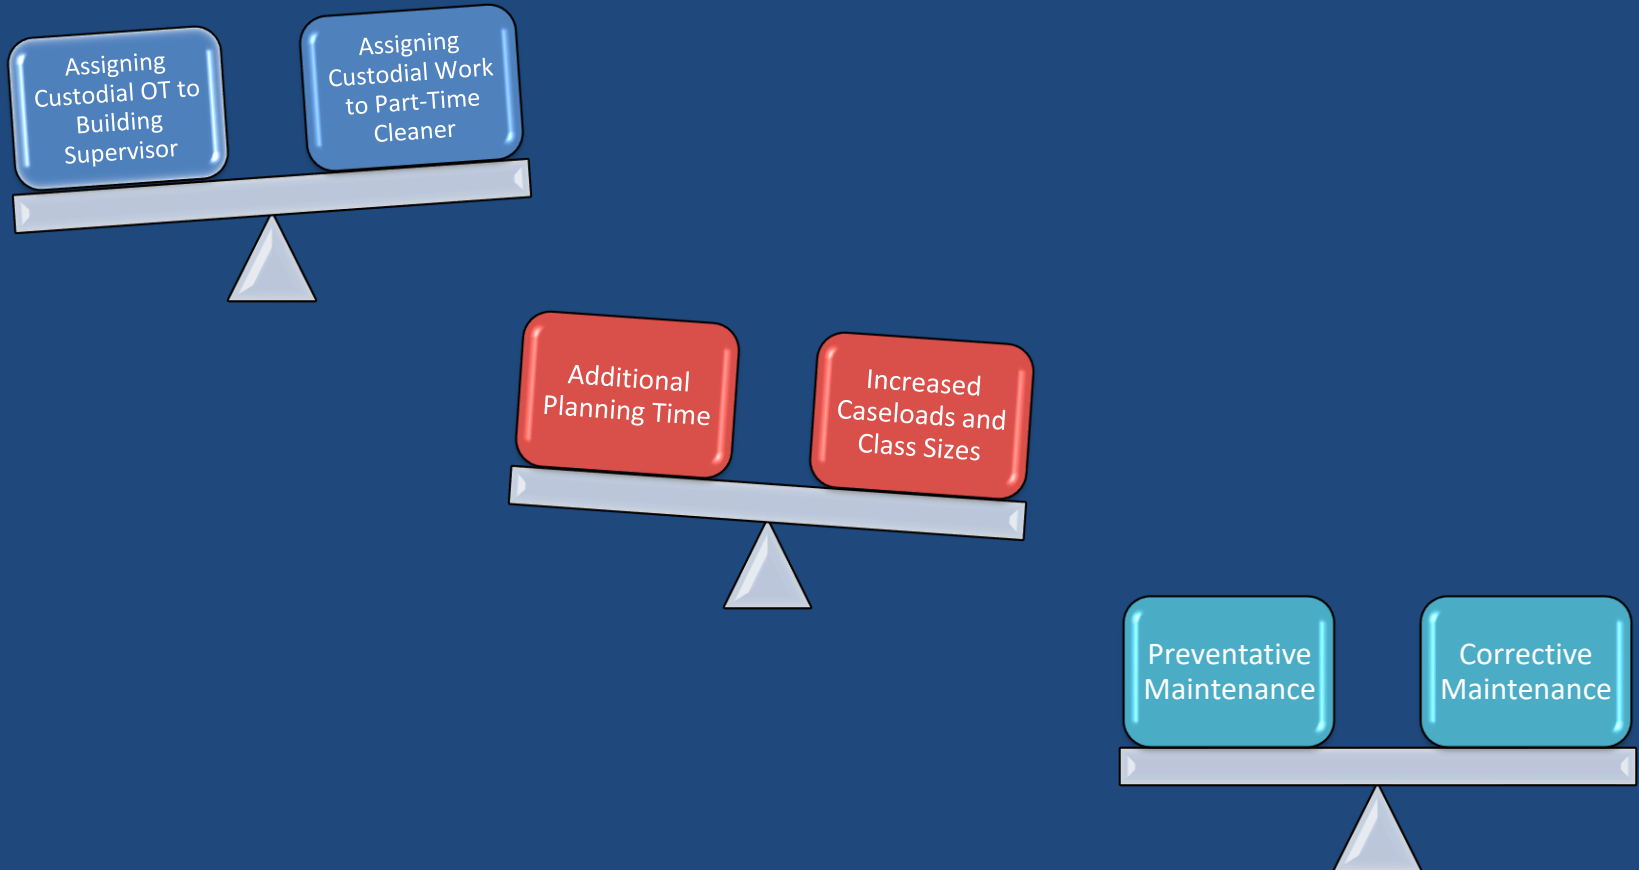 Assigning
Custodial OT to
Building
Supervisor
Assigning
Custodial Work
to Part-Time
Cleaner
Additional
Planning Time
Increased
Caseloads and
Class Sizes
Preventative
Maintenance
Corrective
Maintenance